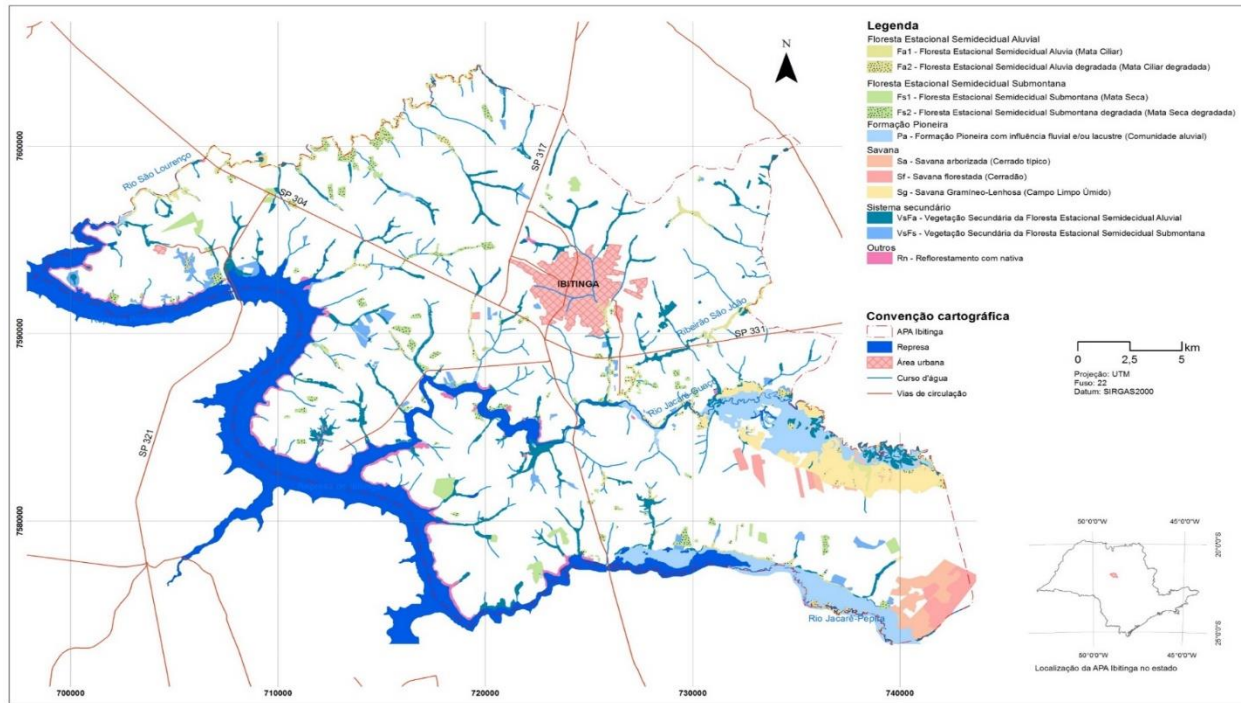 Legenda
Floresta Estacional Semidecidual Aluvial
Fa1 - Floresta Estacional Semidecidual Aluvia (Mata Ciliar)
Fa2 - Floresta Estacional Semidecidual Aluvia degradada (Mata Ciliar degradada)
Floresta Estacional Semidecidual Submontana
Fs1 - Floresta Estacional Semidecidual Submontana (Mata Seca)
Fs2 - Floresta Estacional Semidecidual Submontana degradada (Mata Seca degradada)
Formação Pioneira
Pa - Formação Pioneira com influência fluvial e/ou lacustre (Comunidade aluvial)
Savana
Sa - Savana arborizada (Cerrado típico)
Sf - Savana florestada (Cerradão)
Sg - Savana Gramíneo-Lenhosa (Campo Limpo Úmido)
Sistema secundário
VsFa - Vegetação Secundária da Floresta Estacional Semidecidual Aluvial
VsFs - Vegetação Secundária da Floresta Estacional Semidecidual Submontana
Outros
Rn - Reflorestamento com nativa
Convenção cartográfica
APA Ibitinga
Represa
Área urbana
Curso d'água
Vias de circulação
N
0 2,5 5 km
Projeção: UTM
Fuso: 22
Datum: SIRGAS2000
7600000
7590000
7580000
Rio São Lourenço
SP 304
SP 317
IBITINGA
Ribeirão São João
SP 331
Rio Jacaré-Guaçú
SP 321
Rio Jacaré-Pepira
700000
710000
720000
730000
740000
50°0'0"W
45°0'0"W
20°0'0"S
25°0'0"S
50°0'0"W
45°0'0"W
Localização da APA Ibitinga no estado